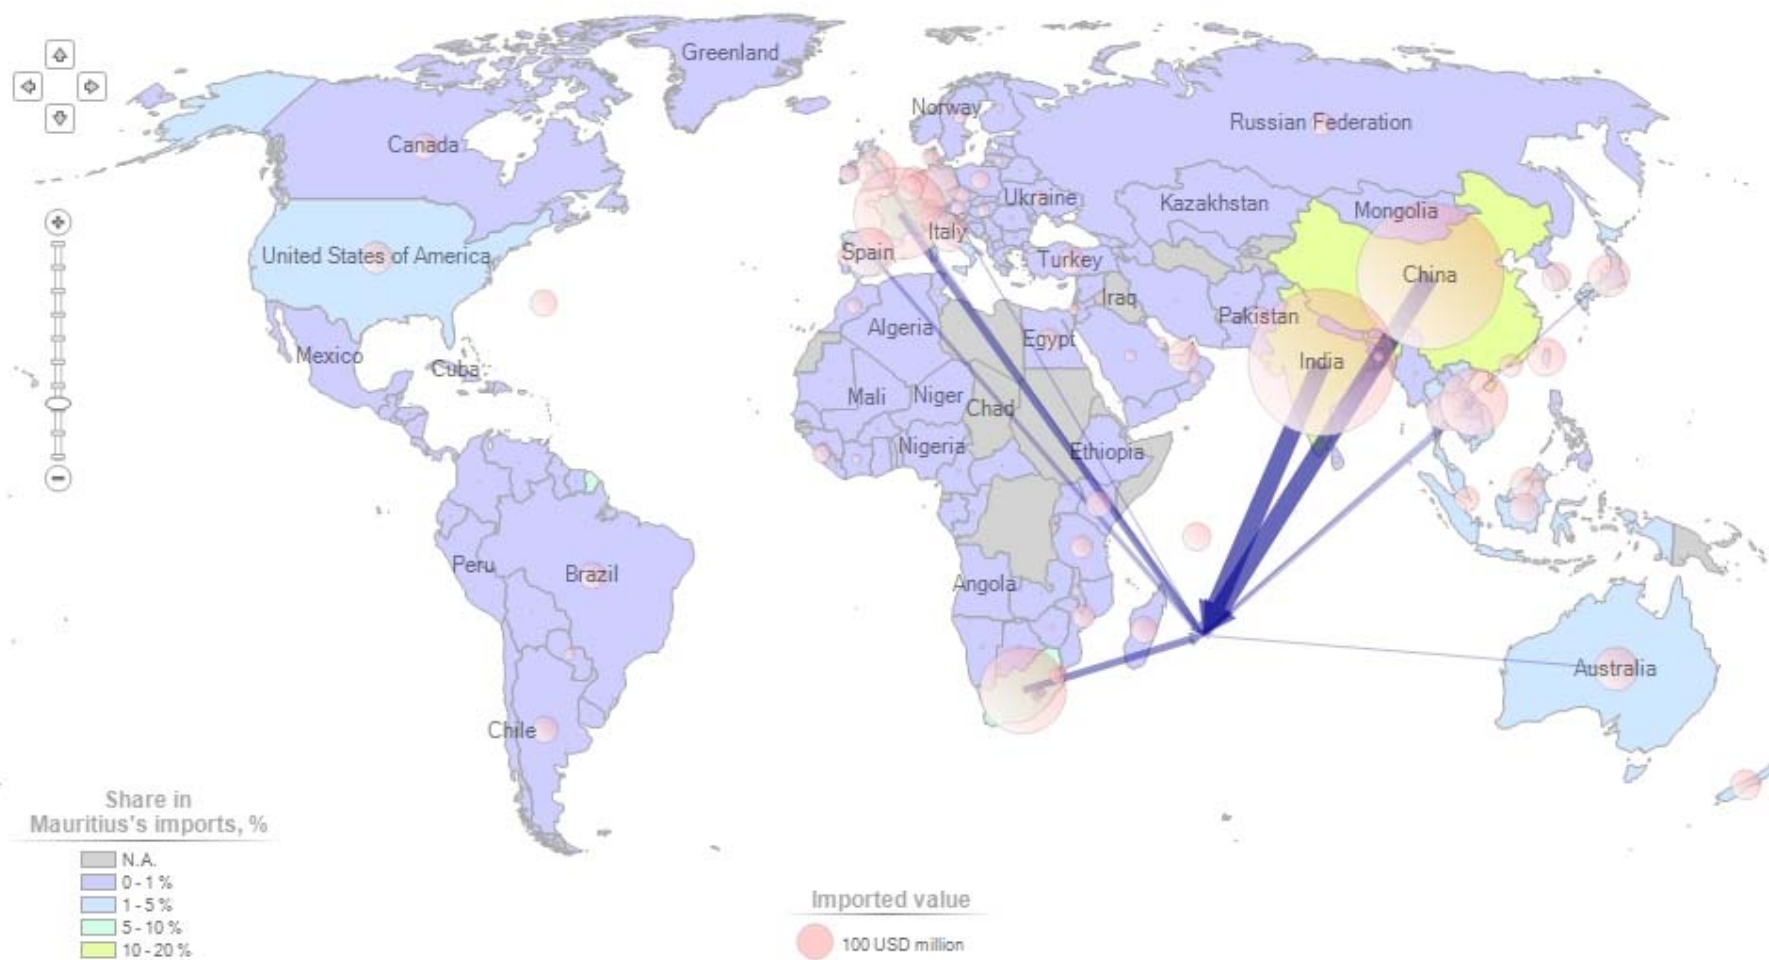 Greenland
Norway
Russian Federation
Canada
Ukraine
Kazakhstan
Mongolia
Italy
United States of America
Spain
Turkey
China
Iraq
Pakistan
Algeria
Egypt
Mexico
India
Cuba
Mali
Niger
Chad
Nigeria
Ethiopia
Peru
Brazil
Angola
Australia
Chile
Share in
Mauritius's imports, %
N.A.
0 - 1 %
1 - 5 %
5 - 10 %
10 - 20 %
Imported value
100 USD million